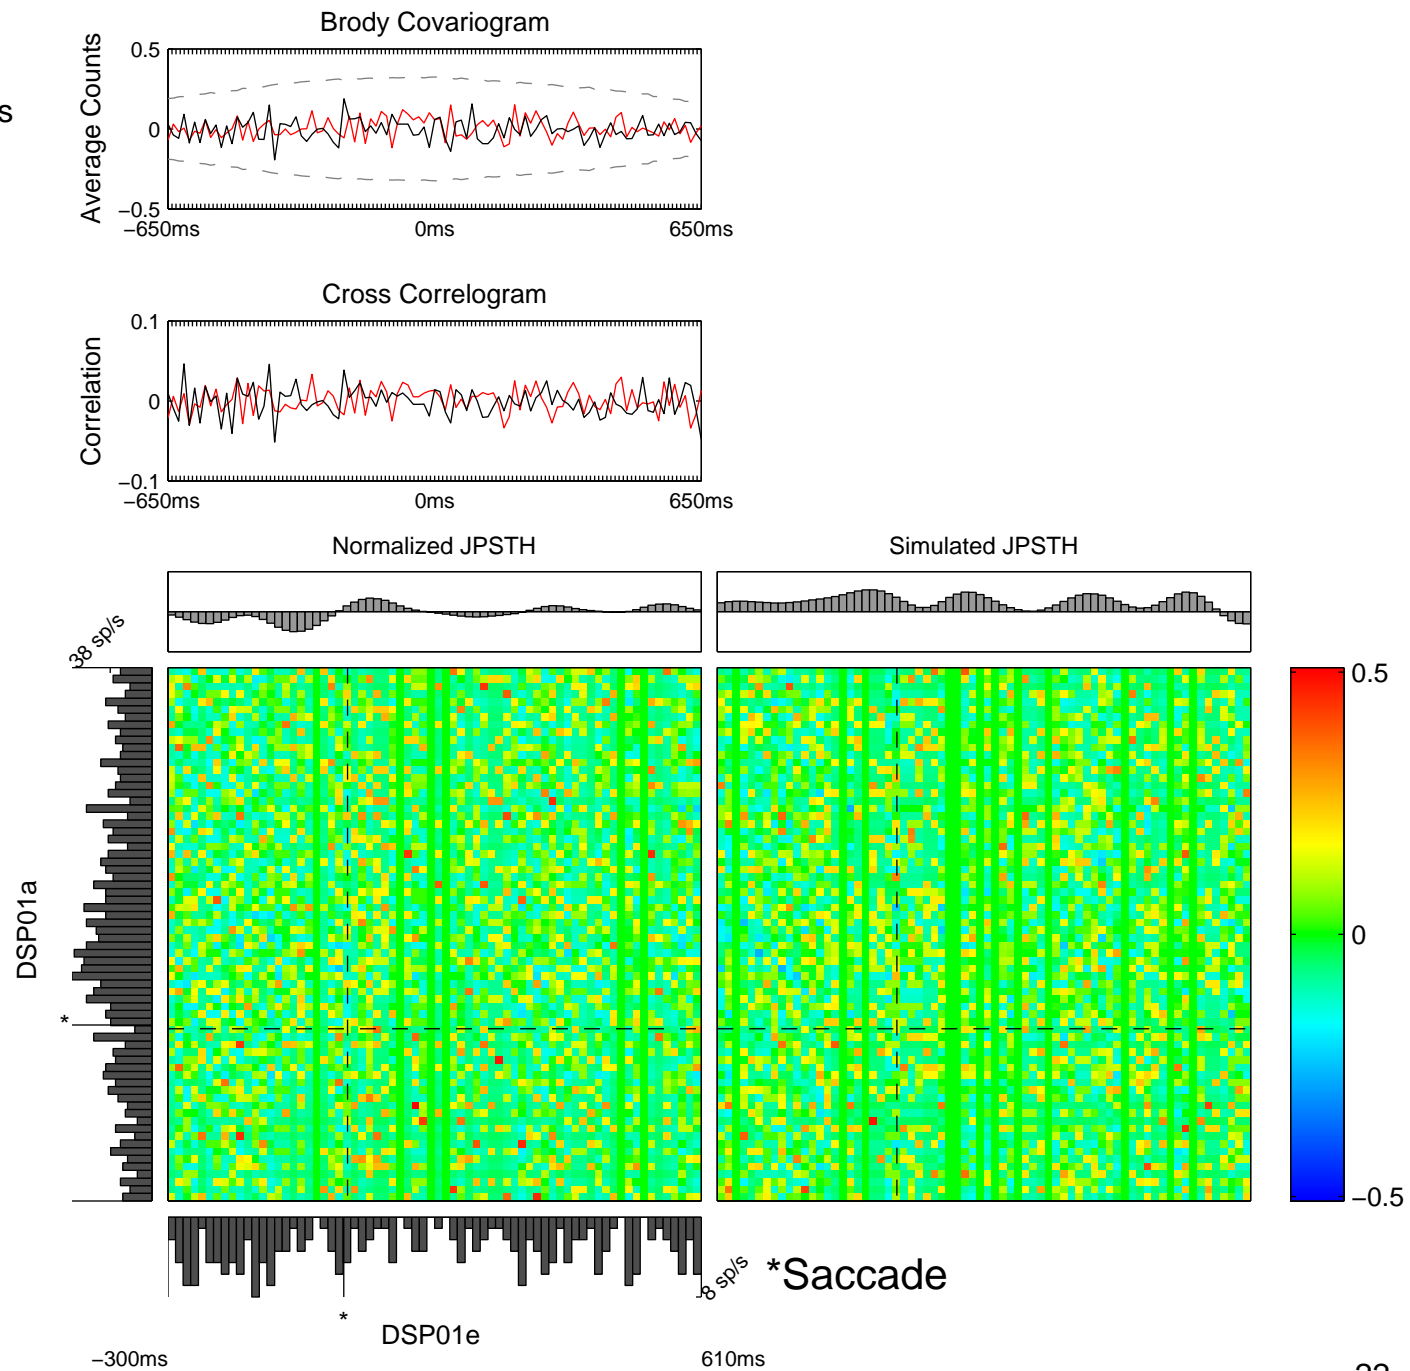 Brody Covariogram
Average Counts
0.5
0
−0.5
−650ms
0ms
650ms
s
Cross Correlogram
Correlation
0.1
0
−0.1
−650ms
0ms
650ms
Normalized JPSTH
Simulated JPSTH
38 sp/s
DSP01a
*
0.5
0
−0.5
8 sp/s
*Saccade
*
DSP01e
−300ms
610ms